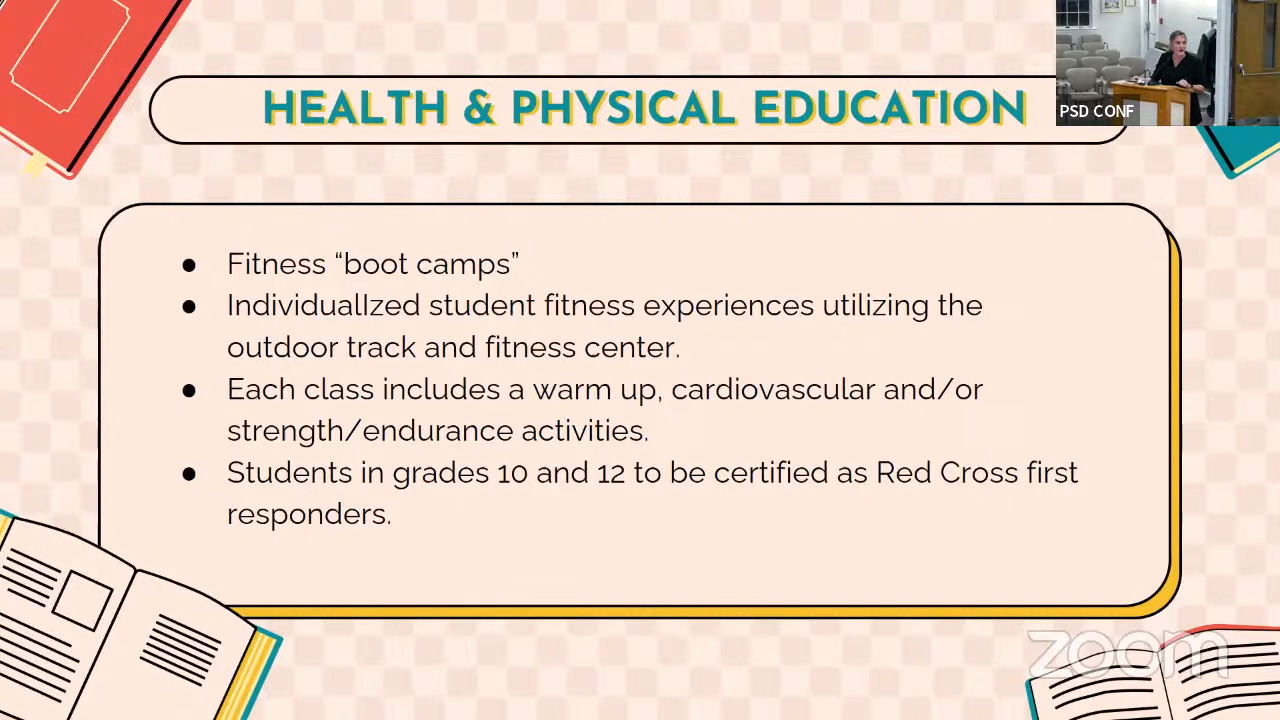 HEALTH & PHYSICAL EDUCATION
PSD CONF
● Fitness “boot camps”
● IndividualIzed student fitness experiences utilizing the
outdoor track and fitness center.
● Each class includes a warm up, cardiovascular and/or
strength/endurance activities.
● Students in grades 10 and 12 to be certified as Red Cross first
responders.
zoom